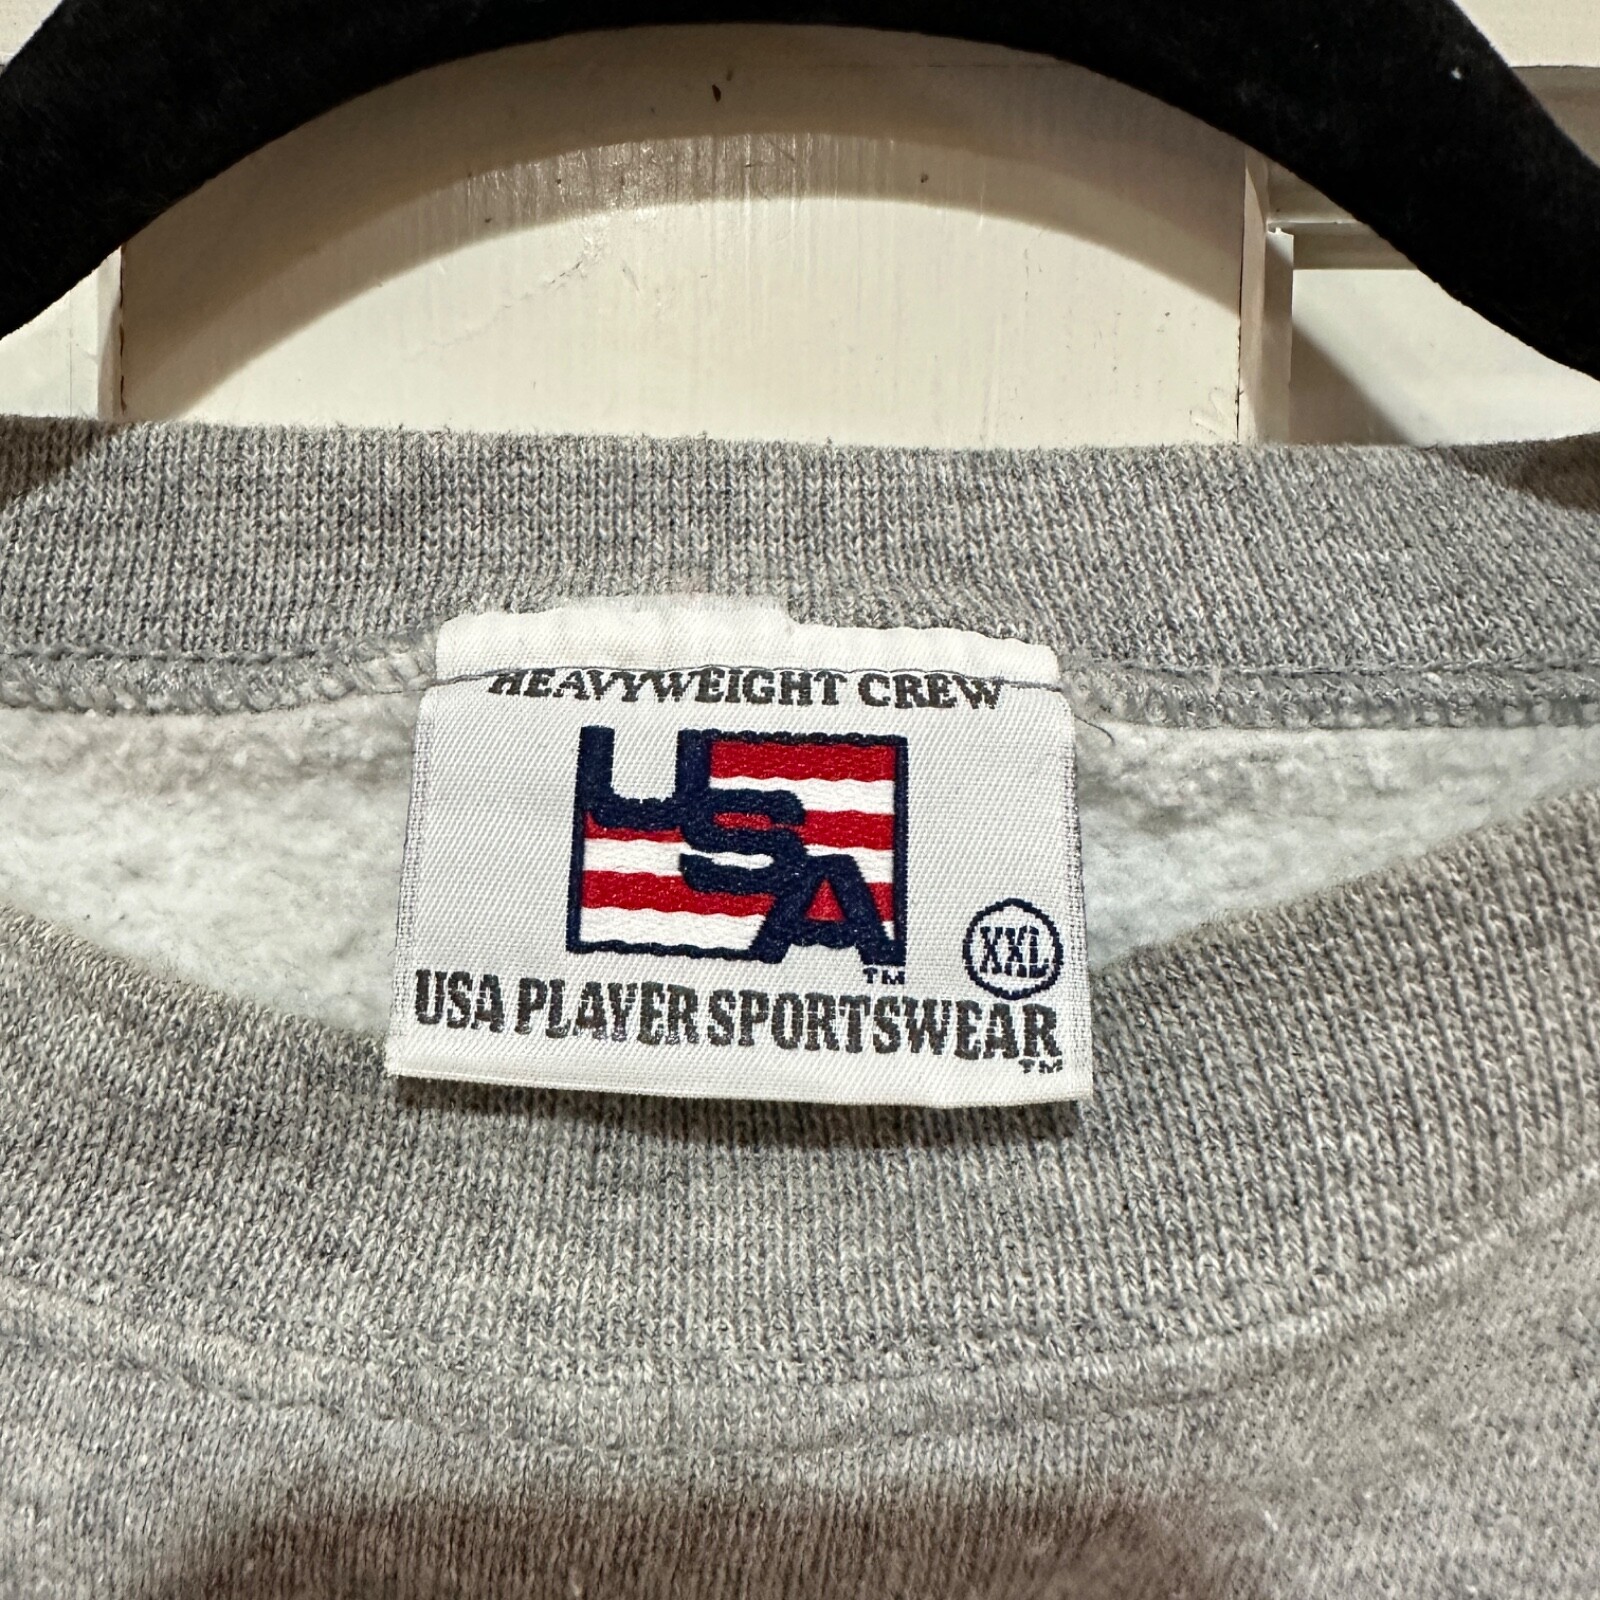 HEAVYWEIGHT CREW
USA
TM
XXL
USA PLAYER SPORTSWEAR
TM